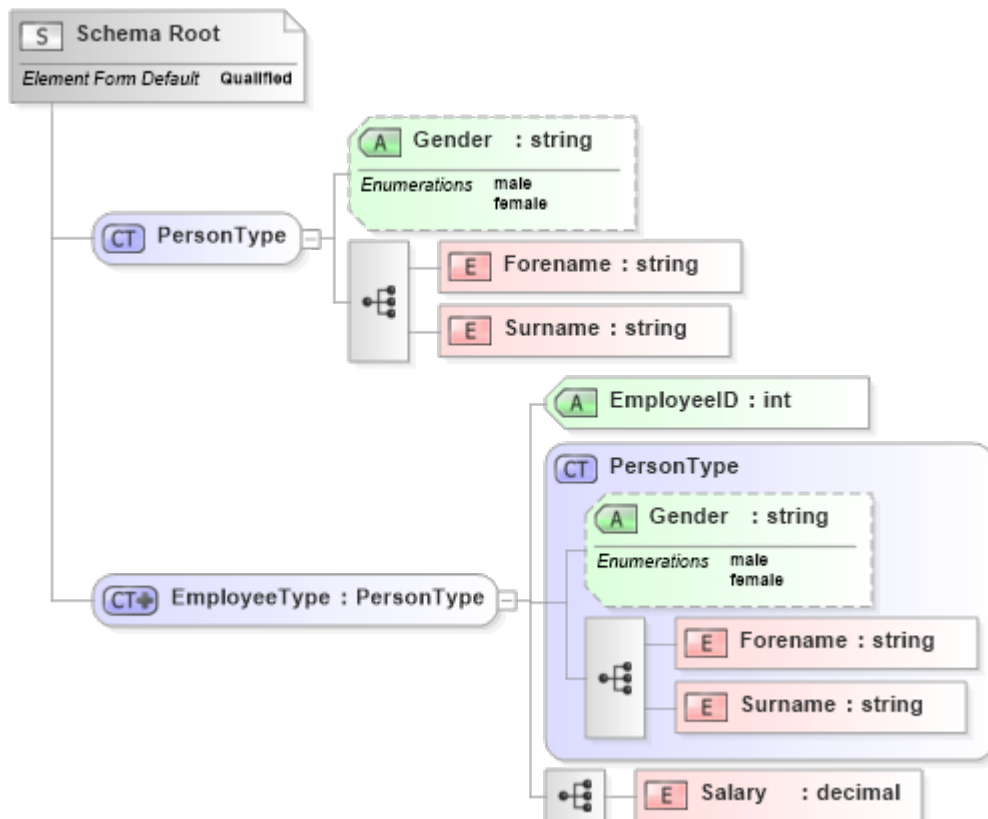 S Schema Root
Element Form Default Qualified
A Gender : string
Enumerations male
female
CT PersonType
E Forename : string
E Surname : string
A EmployeeID : int
CT PersonType
A Gender : string
Enumerations male
female
CT+ EmployeeType : PersonType
E Forename : string
E Surname : string
E Salary : decimal